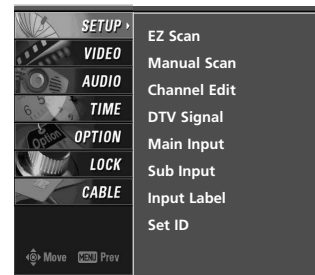 SETUP
VIDEO
AUDIO
TIME
OPTION
LOCK
CABLE
Move MENU Prev
EZ Scan
Manual Scan
Channel Edit
DTV Signal
Main Input
Sub Input
Input Label
Set ID